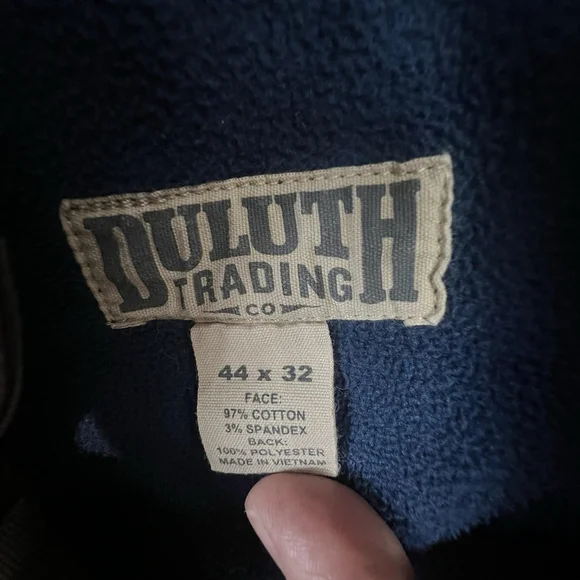 DULUTH
TRADING
CO
44 x 32
FACE:
97% COTTON
3% SPANDEX
BACK:
100% POLYESTER
MADE IN VIETNAM